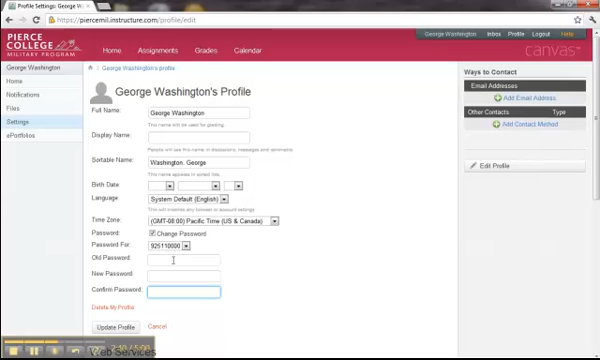 Profile Settings: George Wa
https://piercemil.instructure.com/profile/edit
PIERCE
COLLEGE
MILITARY PROGRAM
Home Assignments Grades Calendar
George Washington Inbox Profile Logout Help
canvas
George Washington
Home
Notifications
Files
Settings
ePortfolios
George Washington's profile
George Washington's Profile
Full Name: George Washington
This name will be used for grading
Display Name:
People will see this name in discussions, messages and comments
Sortable Name: Washington, George
This name appears in sorted lists
Birth Date
Language System Default (English)
This will override any browser or account settings
Time Zone: (GMT-08:00) Pacific Time (US & Canada)
Password: Change Password
Password For: 925110000
Old Password:
New Password:
Confirm Password:
Delete My Profile
Update Profile Cancel
Ways to Contact
Email Addresses
Add Email Address
Other Contacts Type
Add Contact Method
Edit Profile
Web Services